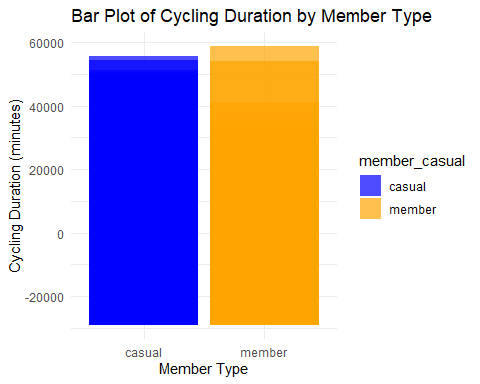 Bar Plot of Cycling Duration by Member Type
60000
40000
20000
0
-20000
Cycling Duration (minutes)
casual
member
Member Type
member_casual
casual
member